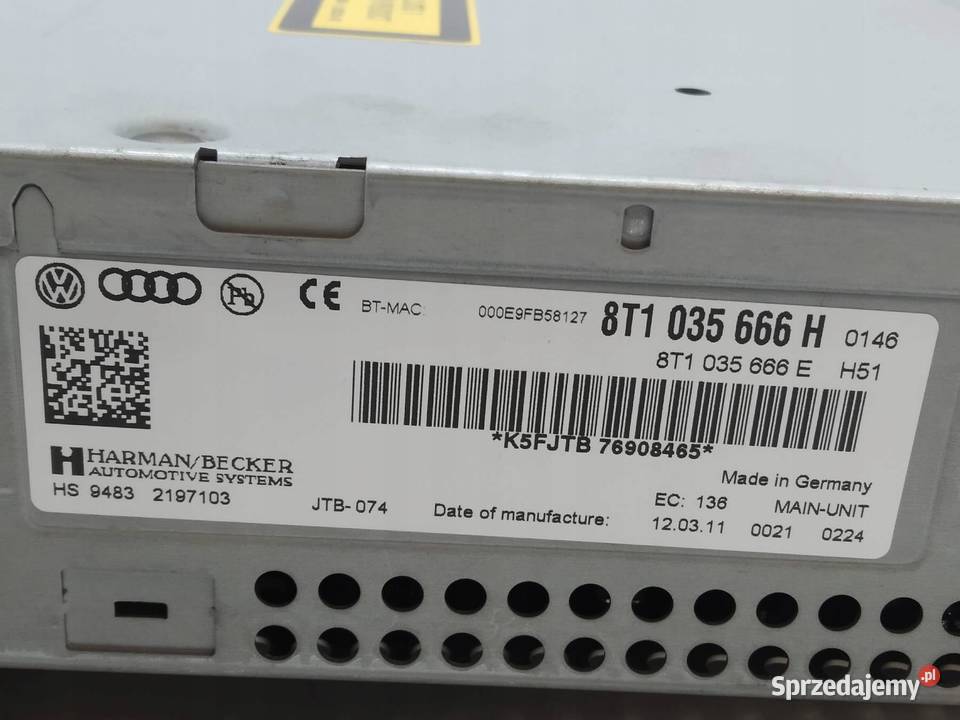 Pb
CE
BT-MAC: 000E9FB58127 8T1 035 666 H 0146
8T1 035 666 E H51
*K5FJTB 76908465*
HARMAN/BECKER
AUTOMOTIVE SYSTEMS
HS 9483 2197103
JTB-074
Made in Germany
EC: 136 MAIN-UNIT
Date of manufacture: 12.03.11 0021 0224
Sprzedajemy.pl